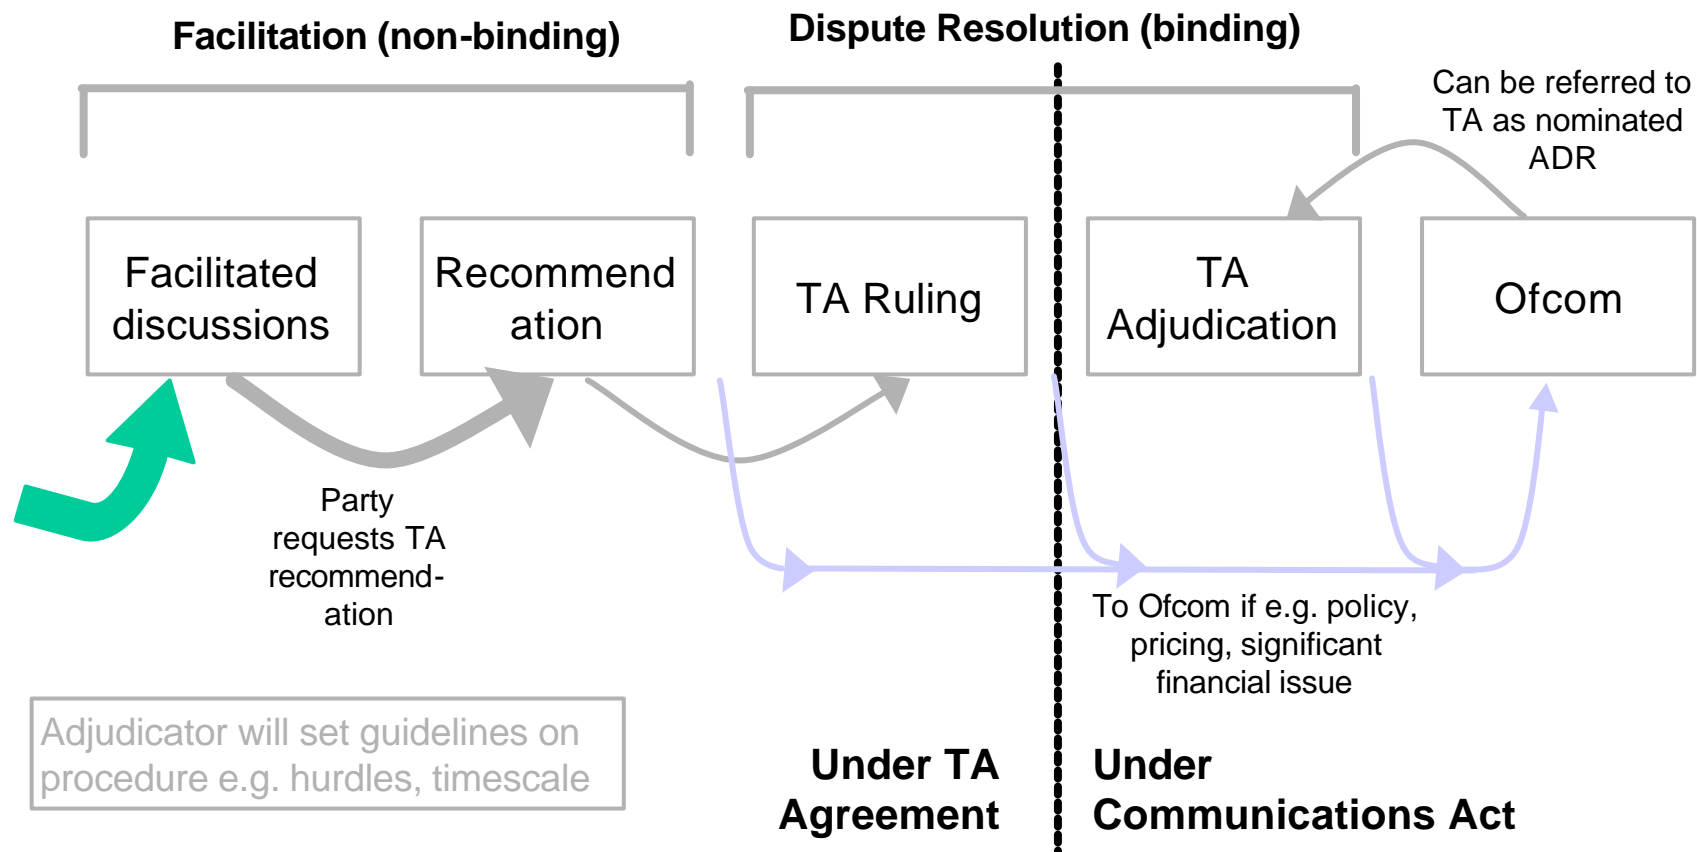 Facilitation (non-binding)
Dispute Resolution (binding)
Can be referred to
TA as nominated
ADR
Facilitated
discussions
Recommend
ation
TA Ruling
TA
Adjudication
Ofcom
Party
requests TA
recommend-
ation
To Ofcom if e.g. policy,
pricing, significant
financial issue
Adjudicator will set guidelines on
procedure e.g. hurdles, timescale
Under TA
Agreement
Under
Communications Act